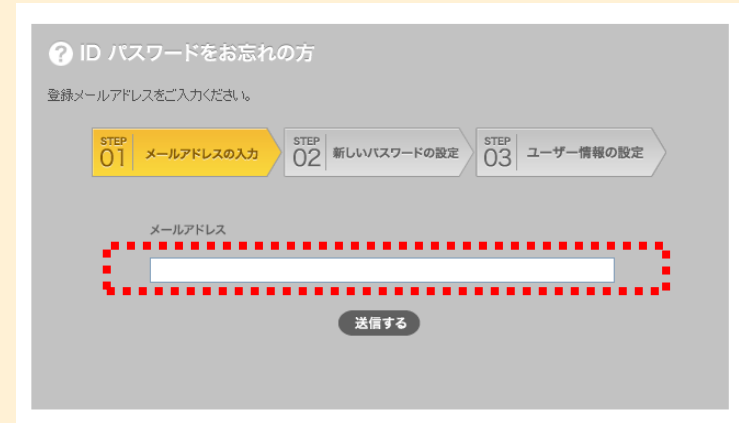 ? ID パスワードをお忘れの方
登録メールアドレスをご入力ください。
STEP 01 メールアドレスの入力
STEP 02 新しいパスワードの設定
STEP 03 ユーザー情報の設定
メールアドレス
送信する